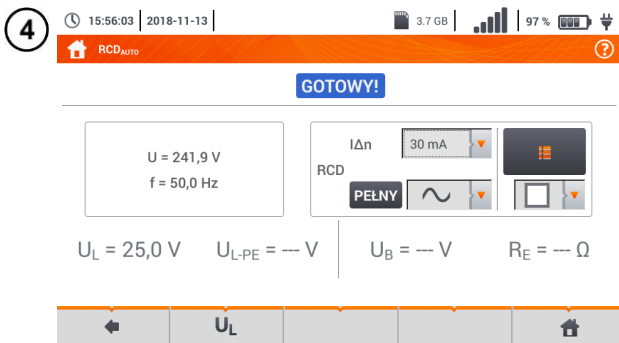 4
15:56:03 2018-11-13 3.7 GB 97 %
RCDAUTO ?
GOTOWY!
U = 241,9 V
f = 50,0 Hz
IΔn 30 mA
RCD
PEŁNY
UL = 25,0 V UL-PE = --- V UB = --- V RE = --- Ω
UL